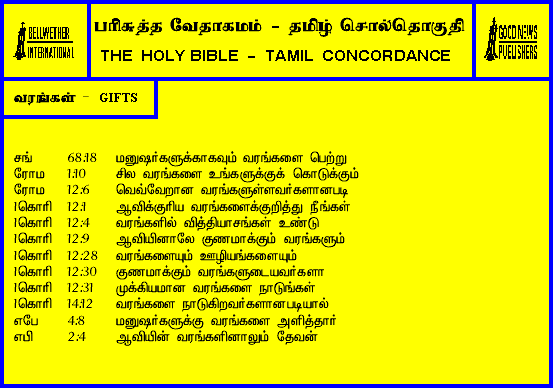 BELLWETHER
INTERNATIONAL
பரிசுத்த வேதாகமம் - தமிழ் சொல்தொகுதி
THE HOLY BIBLE - TAMIL CONCORDANCE
GOOD NEWS
PUBLISHERS
வரங்கள் - GIFTS
சங் 68:18 மனுஷர்களுக்காகவும் வரங்களை பெற்று
ரோம 1:10 சில வரங்களை உங்களுக்குக் கொடுக்கும்
ரோம 12:6 வெவ்வேறான வரங்களுள்ளவர்களானபடி
1கொரி 12:1 ஆவிக்குரிய வரங்களைக்குறித்து நீங்கள்
1கொரி 12:4 வரங்களில் வித்தியாசங்கள் உண்டு
1கொரி 12:9 ஆவியினாலே குணமாக்கும் வரங்களும்
1கொரி 12:28 வரங்களையும் ஊழியங்களையும்
1கொரி 12:30 குணமாக்கும் வரங்களுடையவர்களா
1கொரி 12:31 முக்கியமான வரங்களை நாடுங்கள்
1கொரி 14:12 வரங்களை நாடுகிறவர்களானபடியால்
எபே 4:8 மனுஷர்களுக்கு வரங்களை அளித்தார்
எபி 2:4 ஆவியின் வரங்களினாலும் தேவன்